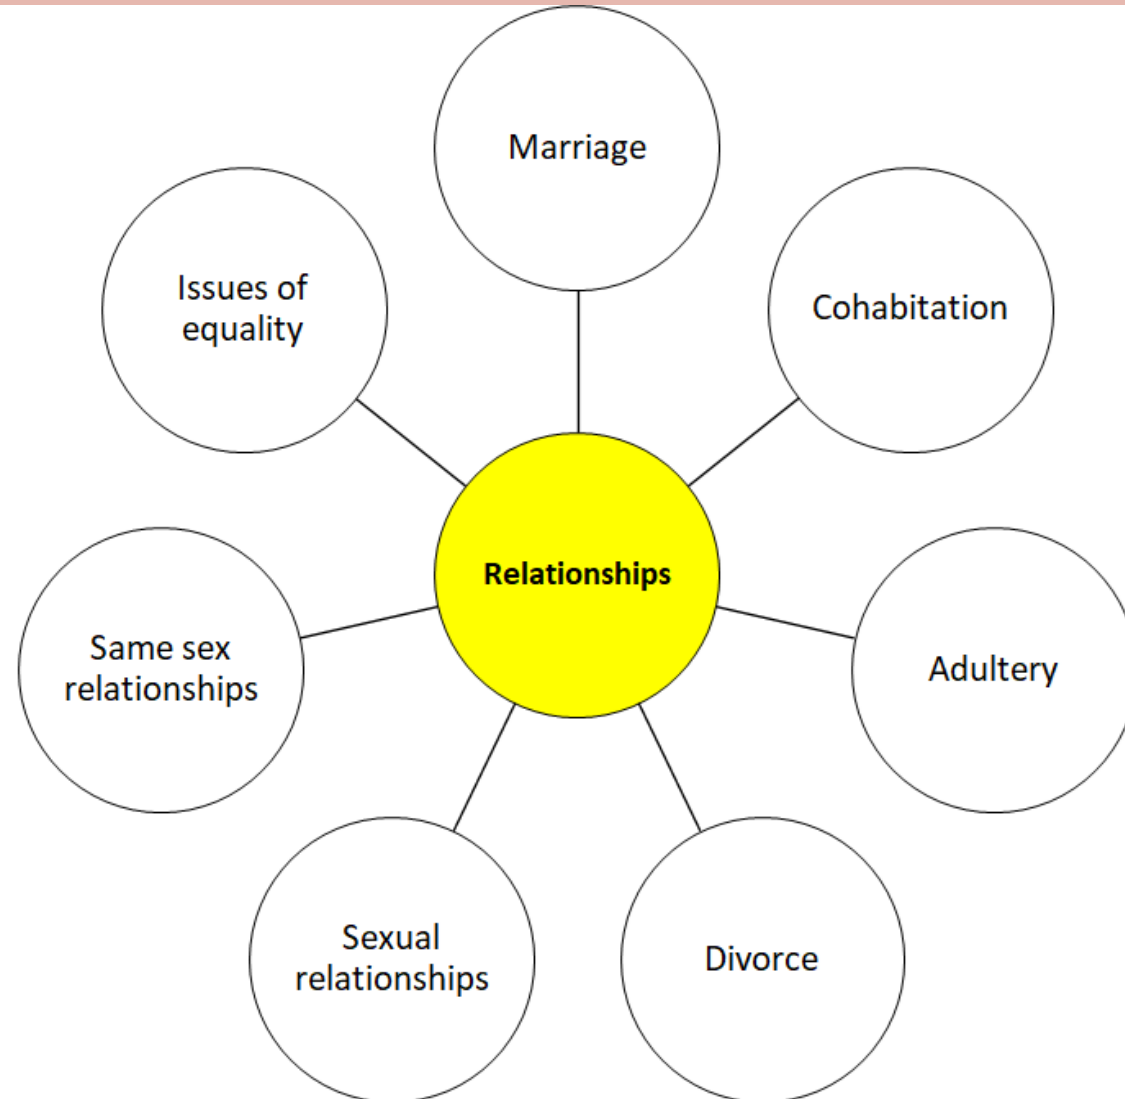 Marriage
Cohabitation
Adultery
Divorce
Sexual
relationships
Same sex
relationships
Issues of
equality
Relationships